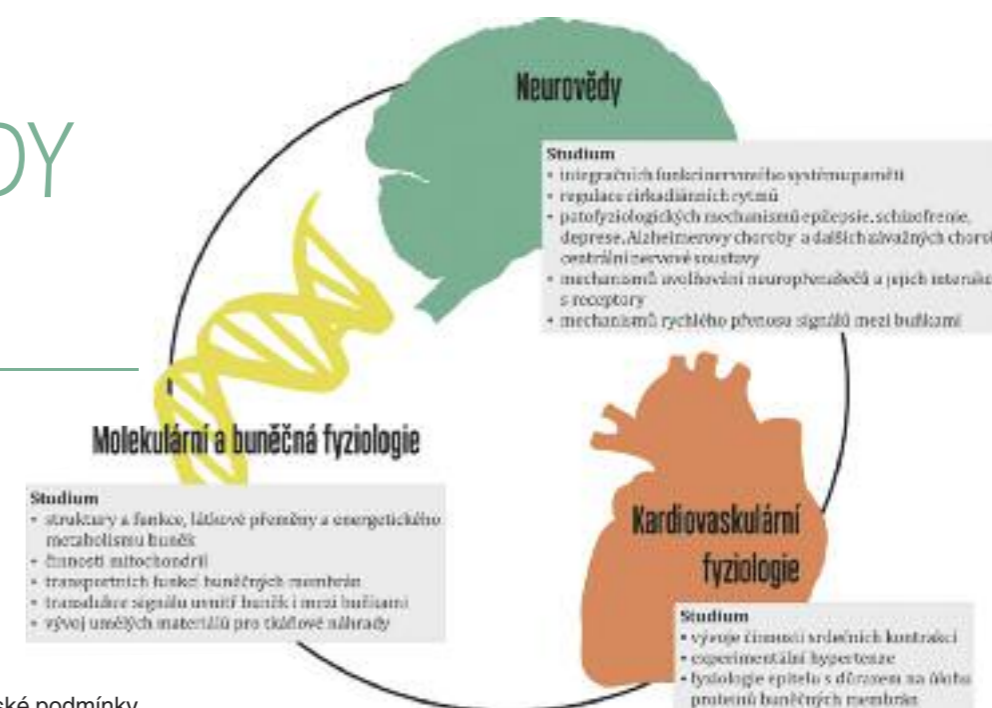 DY
Neurovědy
Studium
• integračních funkcí nervového systému paměti
• regulace cirkadiánních rytmů
• patofyziologických mechanismů epilepsie, schizofrenie,
deprese, Alzheimerovy choroby a dalších závažných chorob
centrální nervové soustavy
• mechanismů uvolňování neuropřenašečů a jejich interakc
s receptory
• mechanismů rychlého přenosu signálů mezi buňkami
Molekulární a buněčná fyziologie
Studium
• struktury a funkce, látkové přeměny a energetického
metabolismu buněk
• činnosti mitochondrií
• transportních funkcí buněčných membrán
• transdukce signálu uvnitř buněk i mezi buňkami
• vývoj umělých materiálů pro tkáňové náhrady
Kardiovaskulární
fyziologie
Studium
• vývoje činnosti srdečních kontrakcí
• experimentální hypertenze
• fyziologie epitelu s důrazem na úlohu
proteinů buněčných membrán
ské podmínky